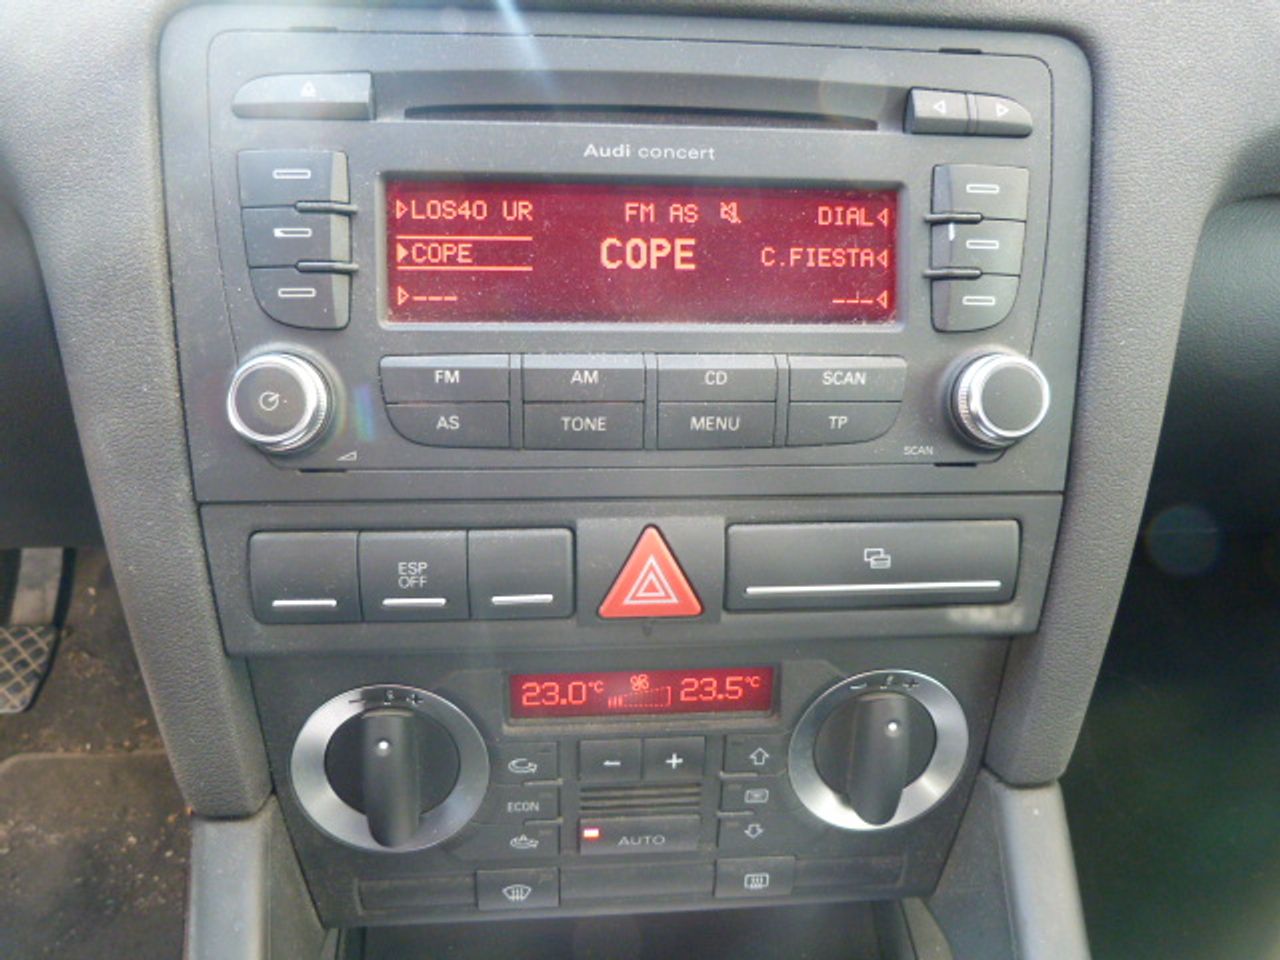 Audi concert
LOS40 UR FM AS DIAL
COPE COPE C.FIESTA
--- ---
FM AM CD SCAN
AS TONE MENU TP
SCAN
ESP
OFF
23.0°C 23.5°C
- + - +
- +
ECON
AUTO